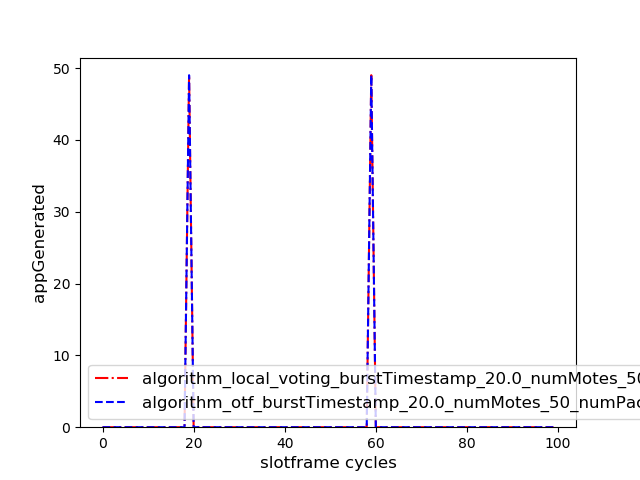 50
40
30
20
10
0
appGenerated
algorithm_local_voting_burstTimestamp_20.0_numMotes_50
algorithm_otf_burstTimestamp_20.0_numMotes_50_numPac
0 20 40 60 80 100
slotframe cycles